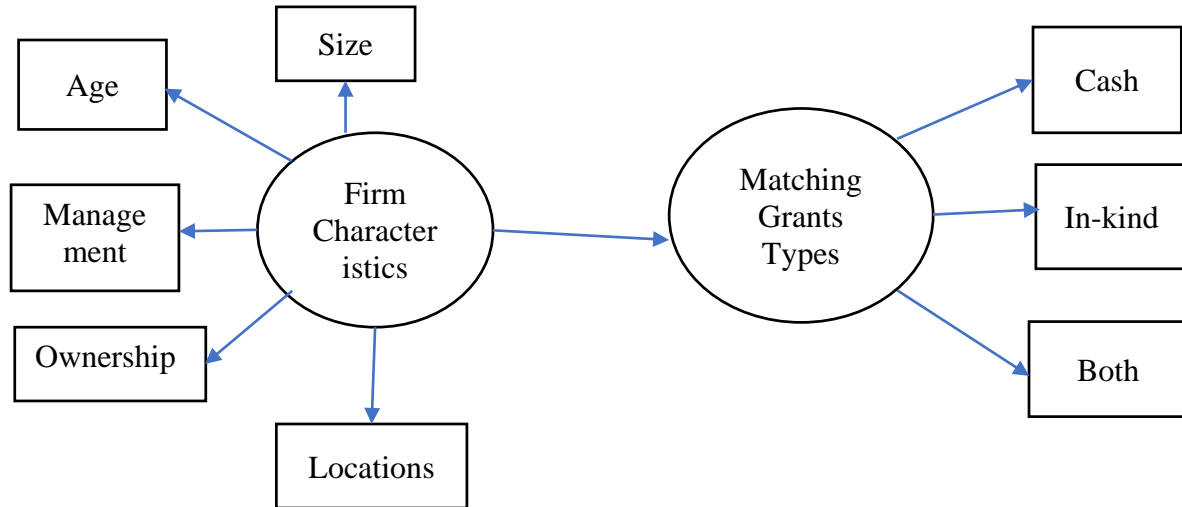 Size
Age
Cash
Manage
ment
Firm
Character
istics
Matching
Grants
Types
In-kind
Ownership
Both
Locations